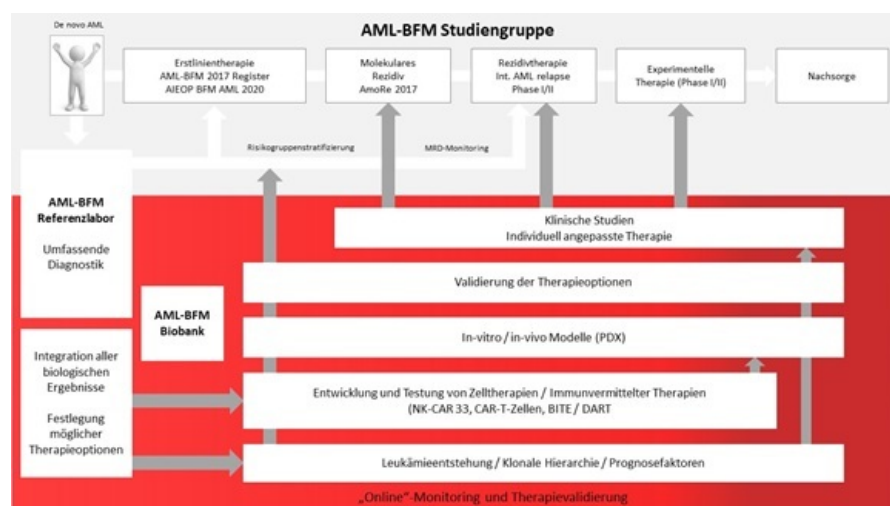 De novo AML
AML-BFM Studiengruppe
Erstlinientherapie
AML-BFM 2017 Register
AIEOP BFM AML 2020
Molekulares
Rezidiv
AmoRe 2017
Rezidivtherapie
Int. AML relapse
Phase I/II
Experimentelle
Therapie (Phase I/II)
Nachsorge
Risikogruppenstratifizierung
MRD-Monitoring
AML-BFM
Referenzlabor
Umfassende
Diagnostik
Klinische Studien
Individuell angepasste Therapie
Validierung der Therapieoptionen
AML-BFM
Biobank
In-vitro / in-vivo Modelle (PDX)
Integration aller
biologischen
Ergebnisse
Festlegung
möglicher
Therapieoptionen
Entwicklung und Testung von Zelltherapien / Immunvermittelter Therapien
(NK-CAR 33, CAR-T-Zellen, BITE / DART
Leukämieentstehung / Klonale Hierarchie / Prognosefaktoren
„Online“-Monitoring und Therapievalidierung